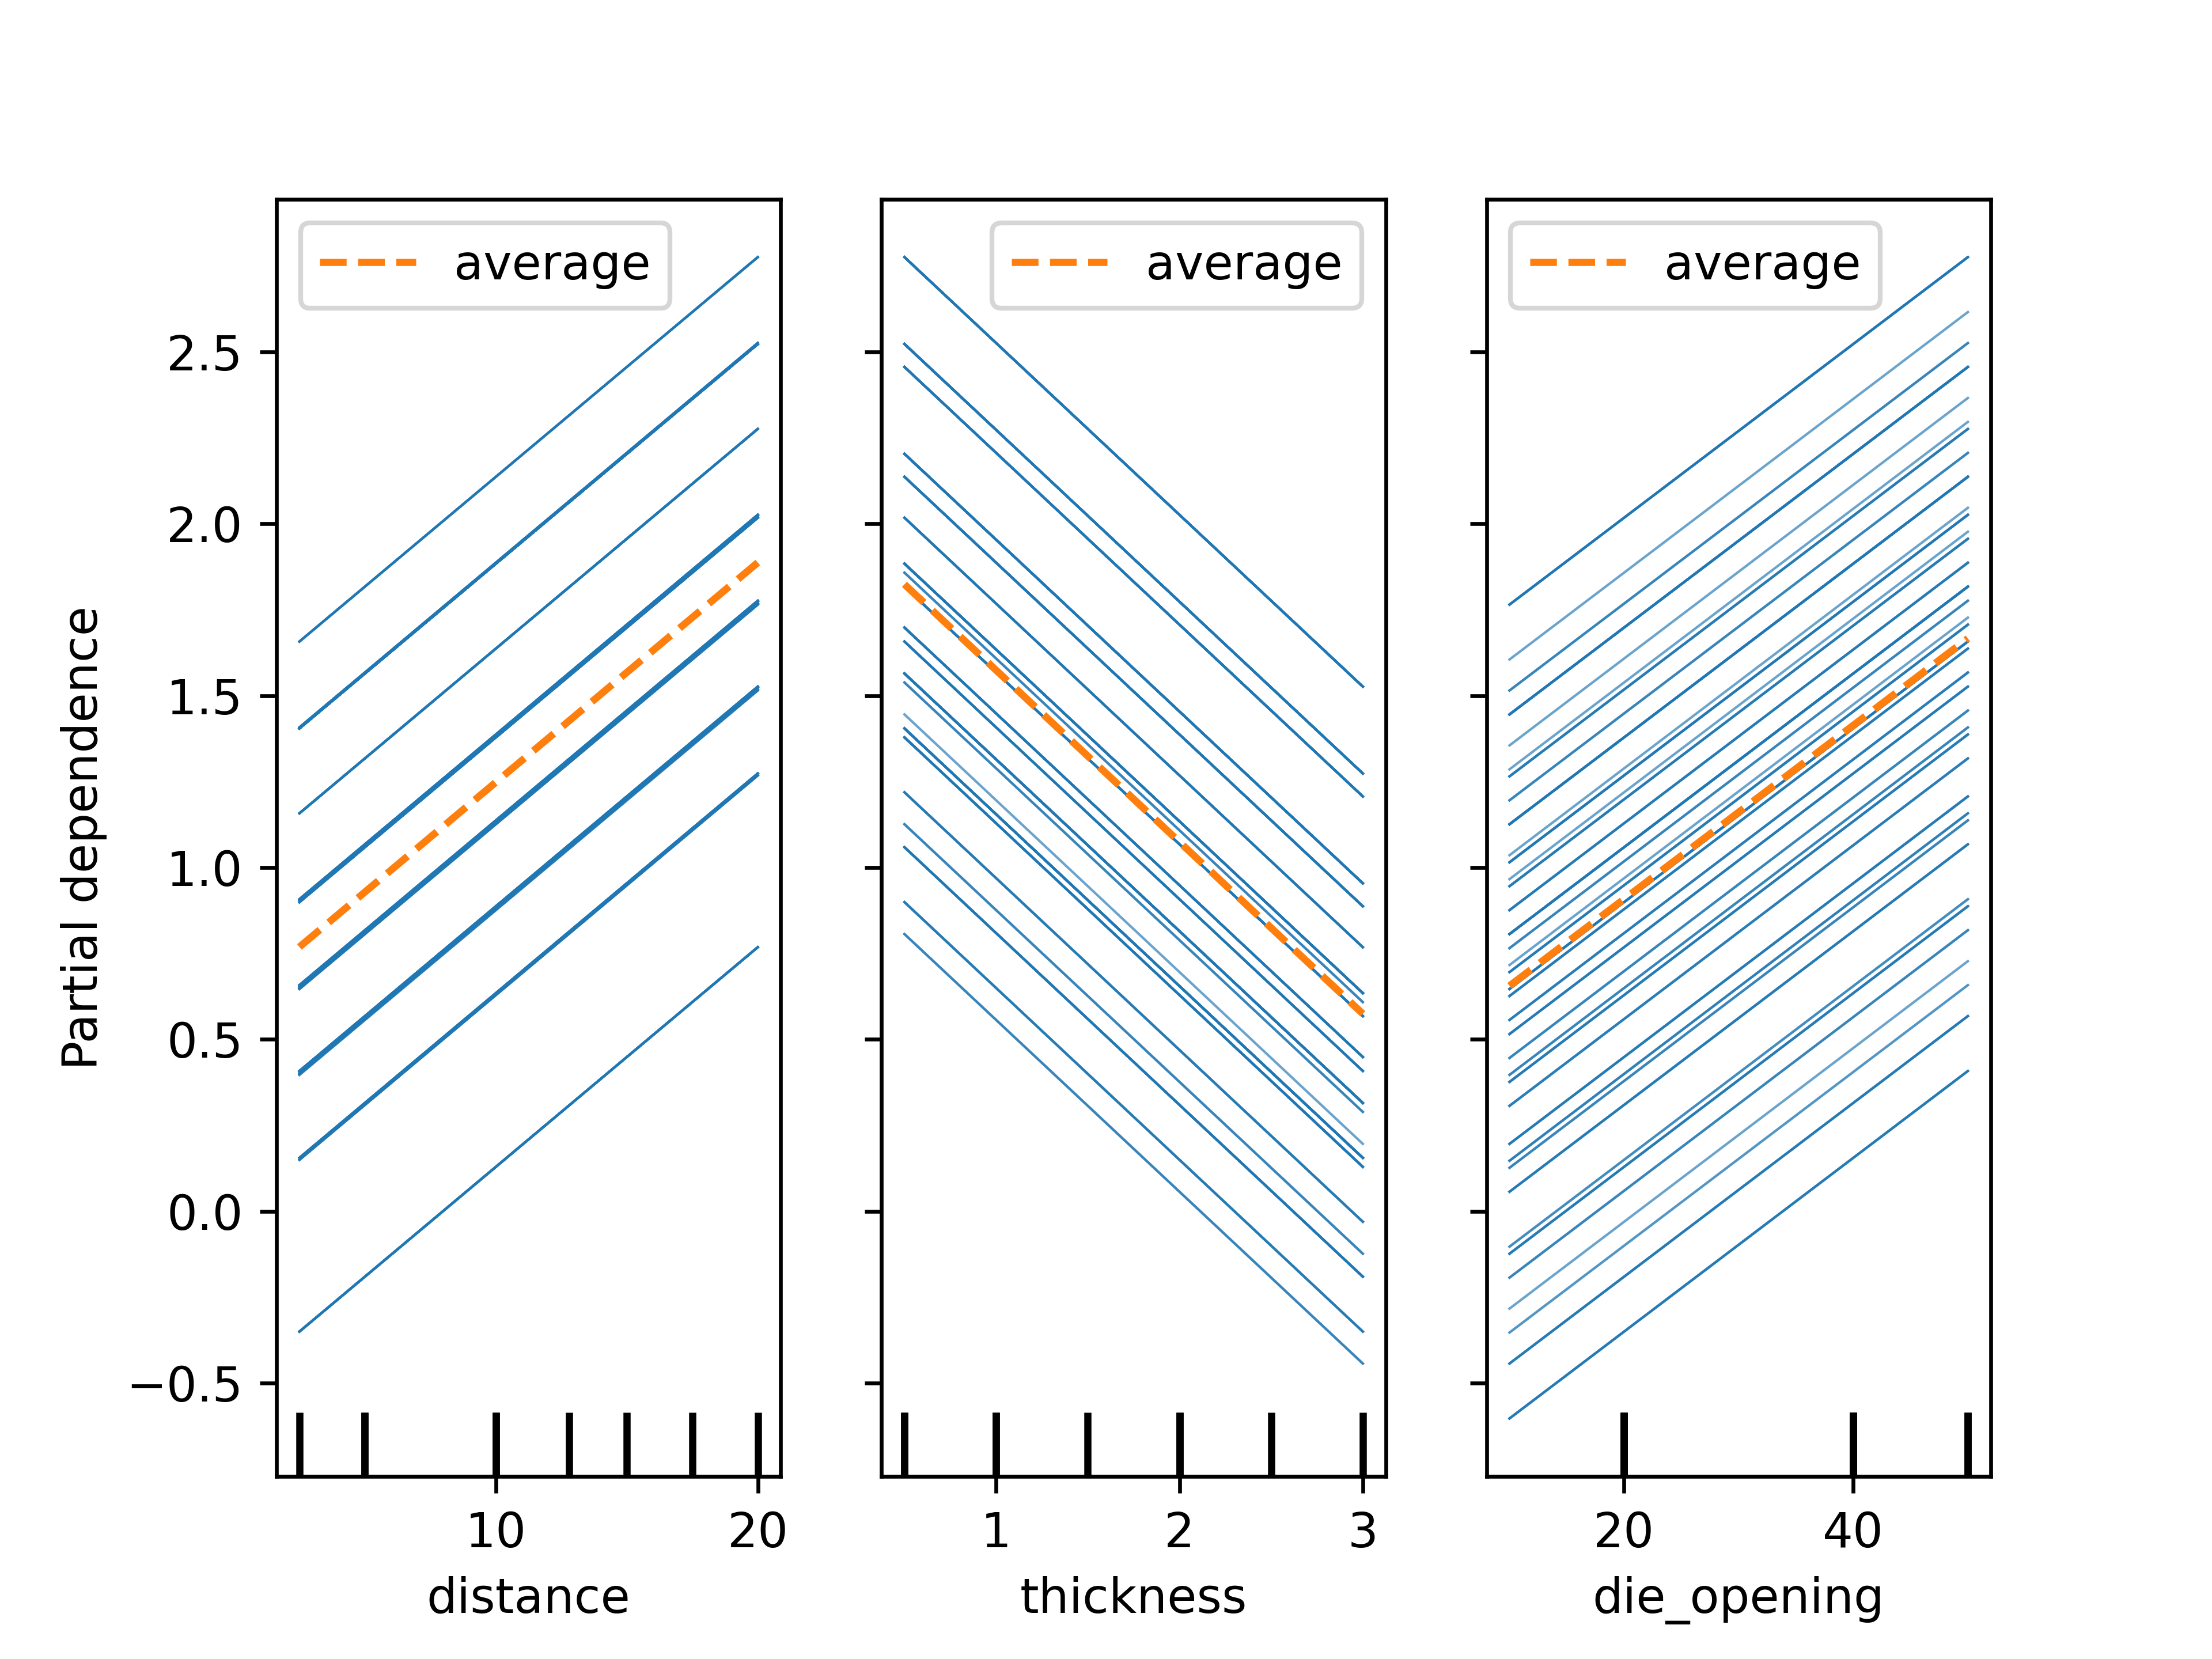 average
average
average
2.5
2.0
1.5
1.0
0.5
0.0
−0.5
Partial dependence
10 20
1 2 3
20 40
distance
thickness
die_opening